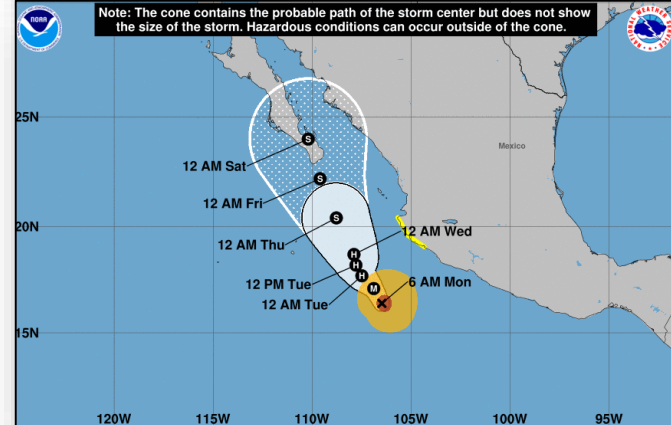 Note: The cone contains the probable path of the storm center but does not show
the size of the storm. Hazardous conditions can occur outside of the cone.
NOAA
25N
Mexico
S
12 AM Sat
S
12 AM Fri
20N
S
12 AM Thu
12 AM Wed
H
H
12 PM Tue
H
12 AM Tue
M
6 AM Mon
15N
120W
115W
110W
105W
100W
95W